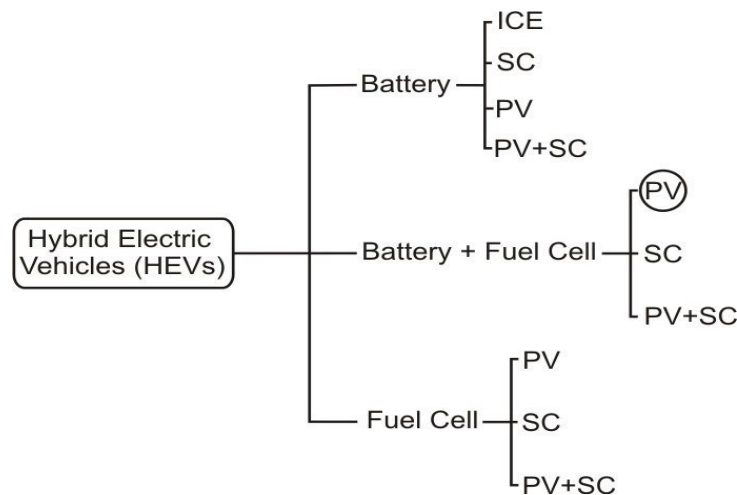 Hybrid Electric
Vehicles (HEVs)
Battery
ICE
SC
PV
PV+SC
Battery + Fuel Cell
PV
SC
PV+SC
Fuel Cell
PV
SC
PV+SC